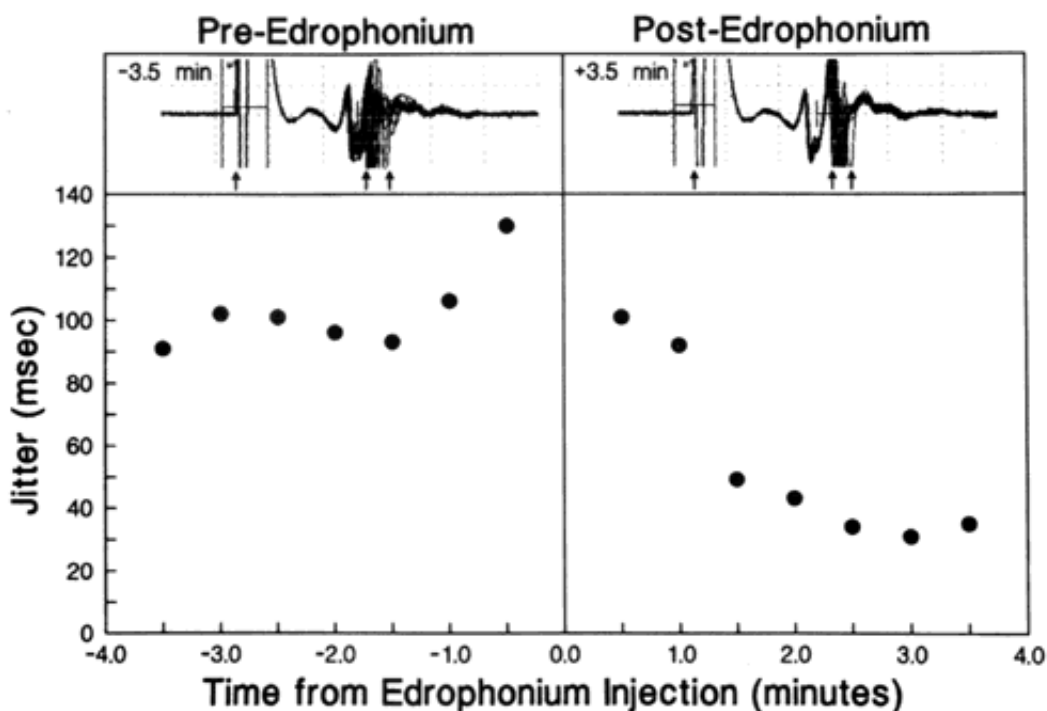 Pre-Edrophonium Post-Edrophonium
-3.5 min +3.5 min
140
120
100
80
60
40
20
0
Jitter (msec)
-4.0 -3.0 -2.0 -1.0 0.0 1.0 2.0 3.0 4.0
Time from Edrophonium Injection (minutes)